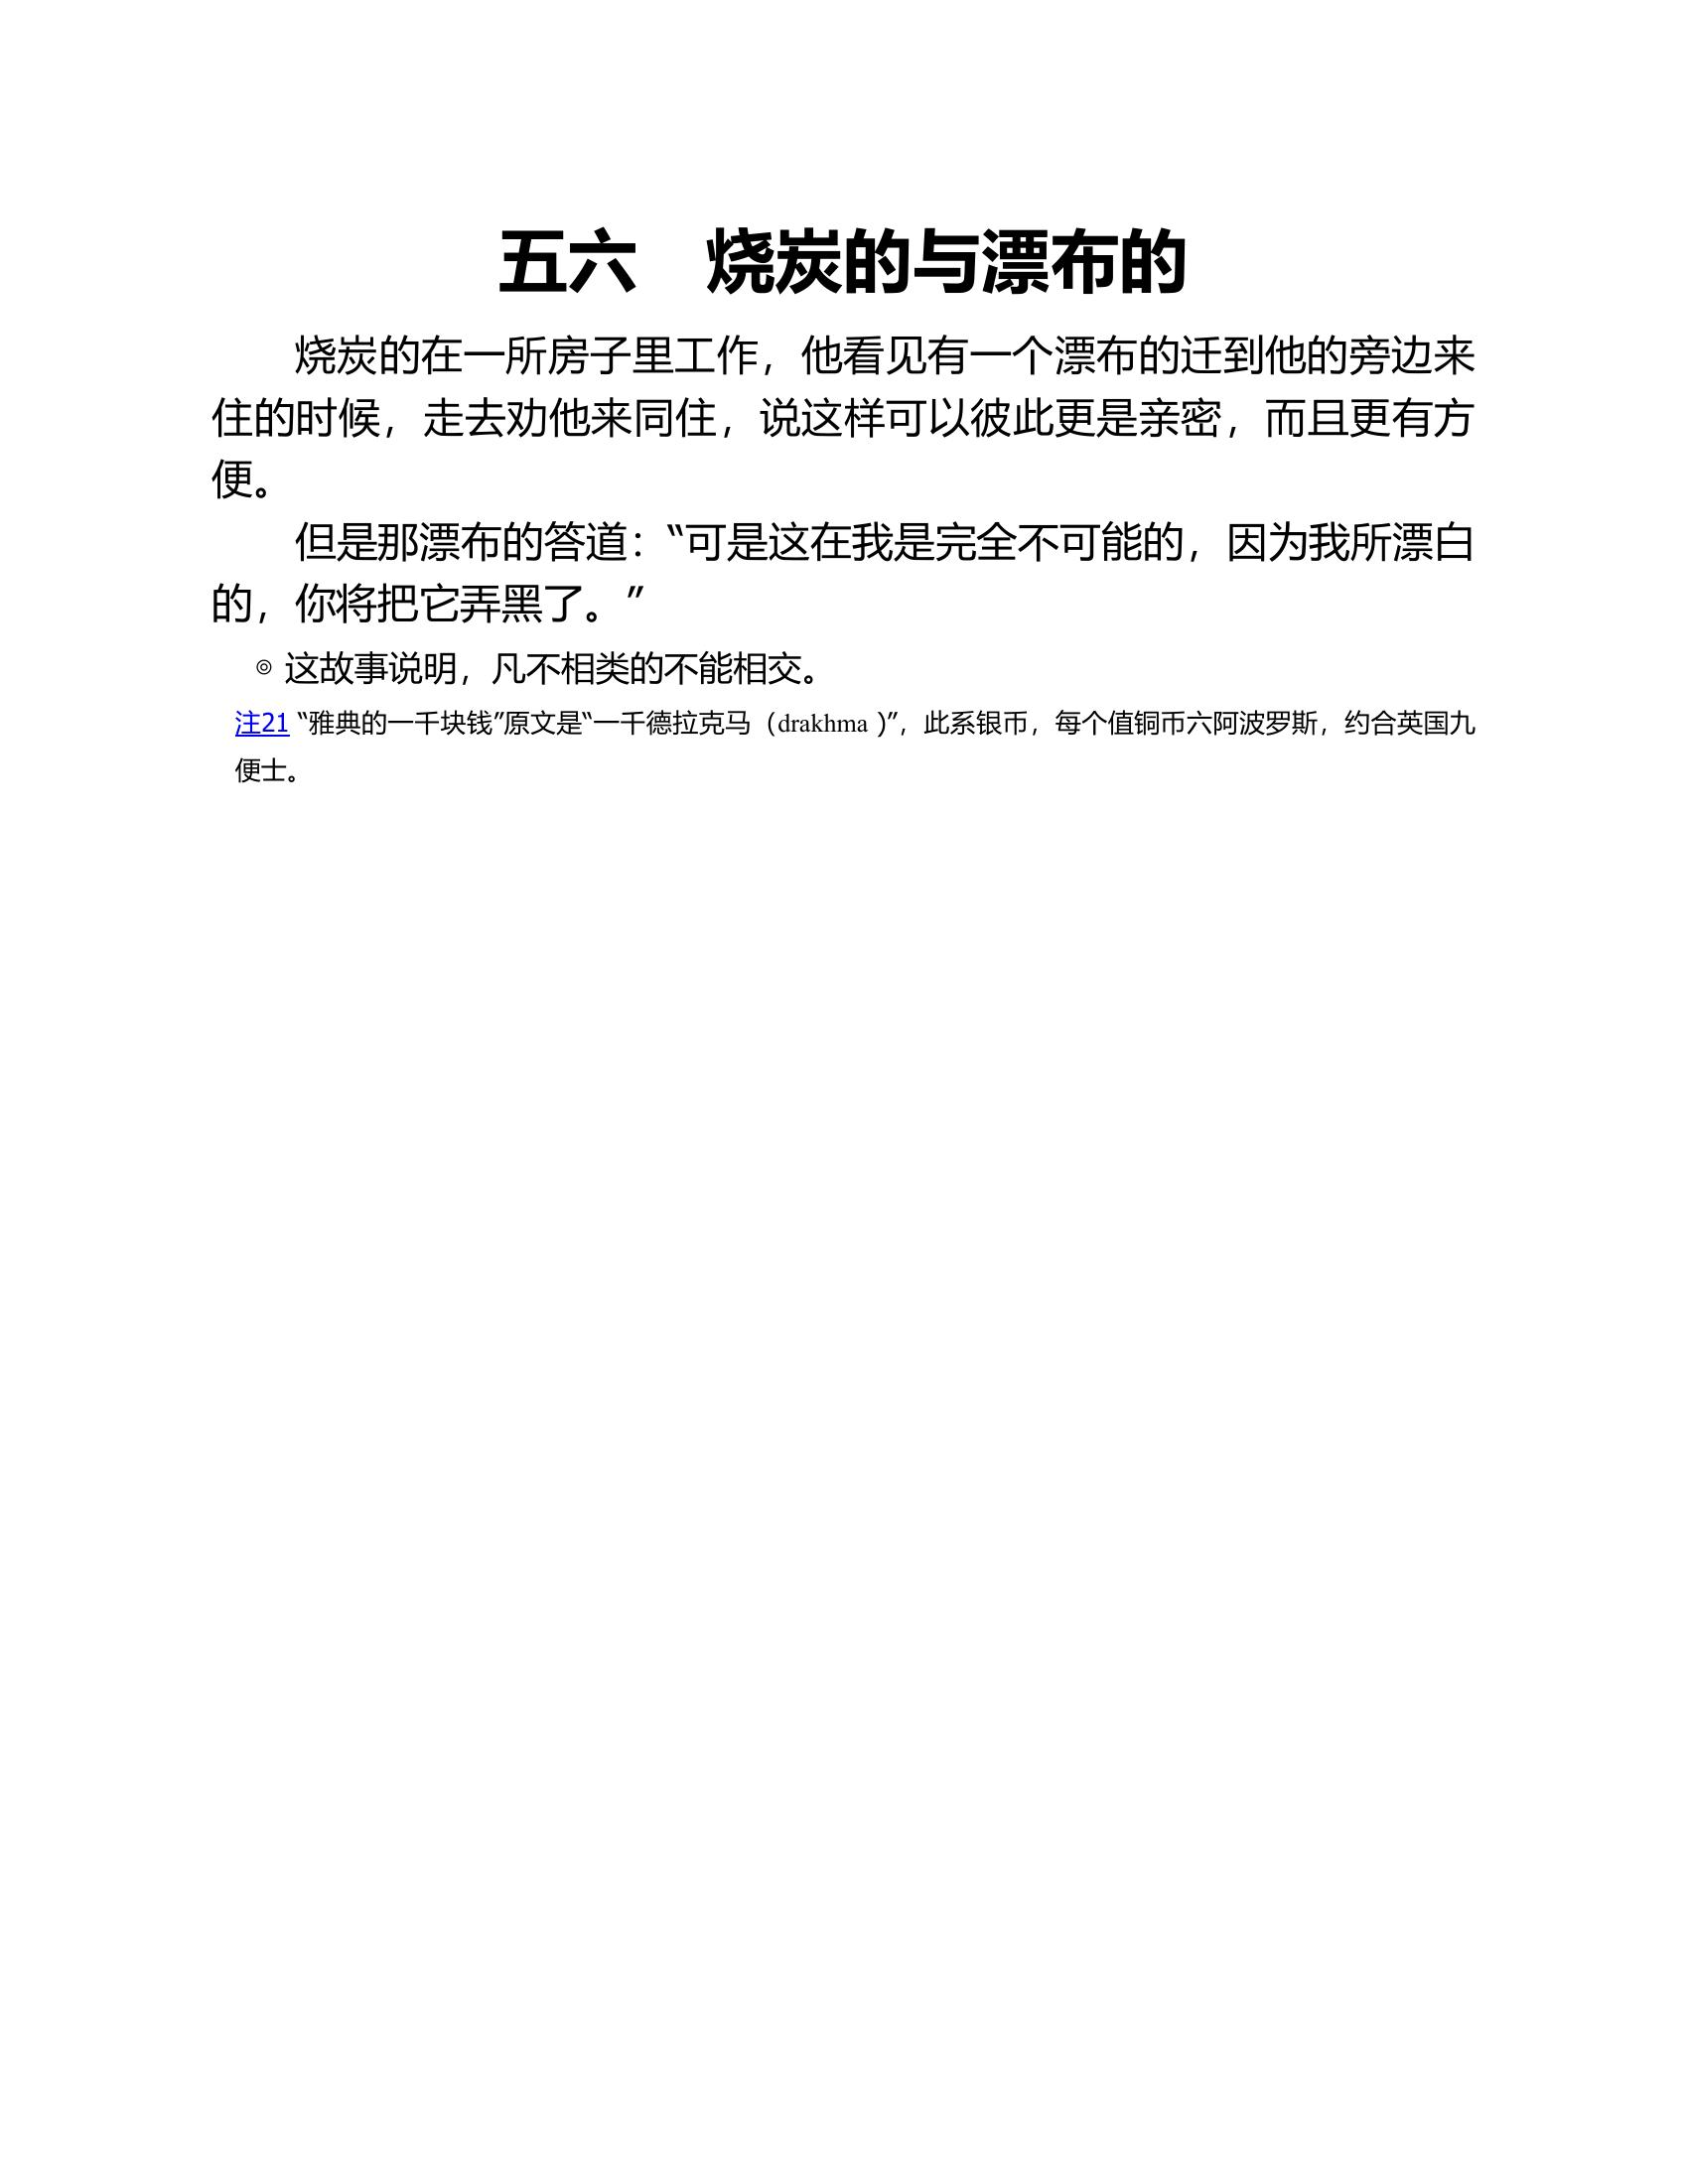 五六　烧炭的与漂布的
烧炭的在一所房子里工作，他看见有一个漂布的迁到他的旁边来
住的时候，走去劝他来同住，说这样可以彼此更是亲密，而且更有方
便。
但是那漂布的答道：“可是这在我是完全不可能的，因为我所漂白
的，你将把它弄黑了。”
◎ 这故事说明，凡不相类的不能相交。
注21 “雅典的一千块钱”原文是“一千德拉克马（drakhma ）”，此系银币，每个值铜币六阿波罗斯，约合英国九
便士。